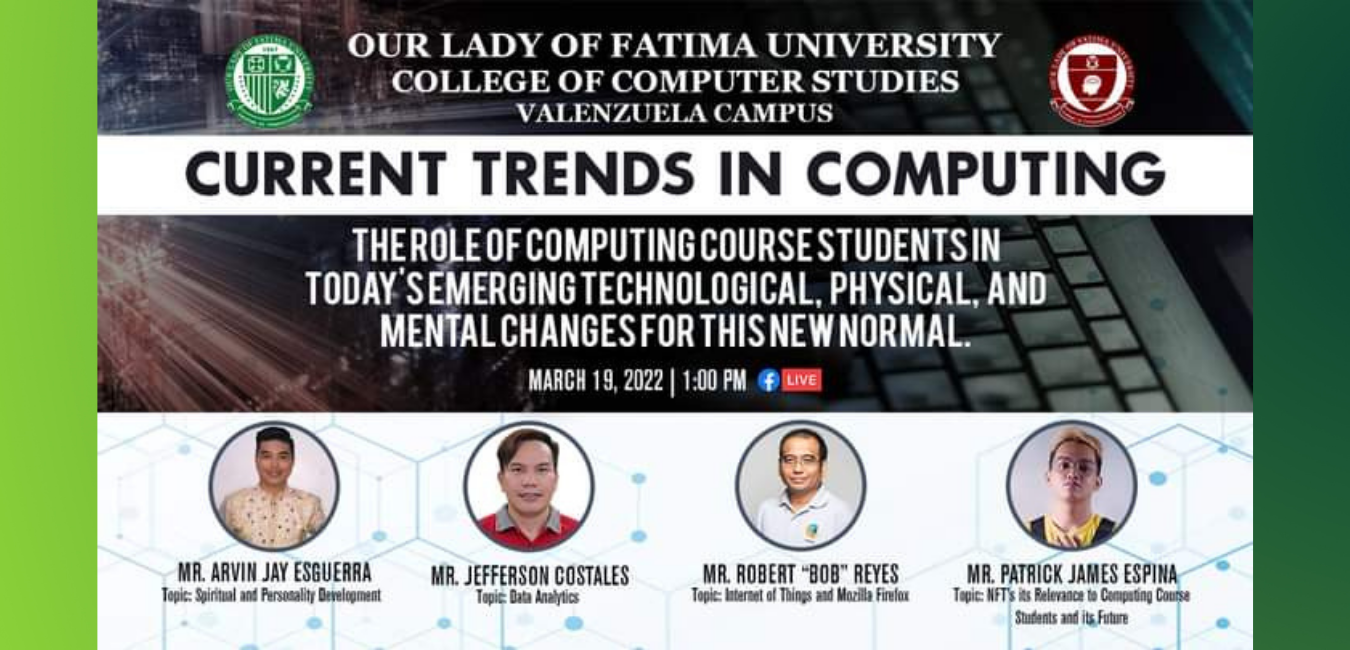 OUR LADY OF FATIMA UNIVERSITY
COLLEGE OF COMPUTER STUDIES
VALENZUELA CAMPUS
CURRENT TRENDS IN COMPUTING
THE ROLE OF COMPUTING COURSE STUDENTS IN
TODAY'S EMERGING TECHNOLOGICAL, PHYSICAL, AND
MENTAL CHANGES FOR THIS NEW NORMAL.
MARCH 19, 2022 | 1:00 PM LIVE
MR. ARVIN JAY ESGUERRA
Topic: Spiritual and Personality Development
MR. JEFFERSON COSTALES
Topic: Data Analytics
MR. ROBERT “BOB” REYES
Topic: Internet of Things and Mozilla Firefox
MR. PATRICK JAMES ESPINA
Topic: NFT's its Relevance to Computing Course
Students and its Future